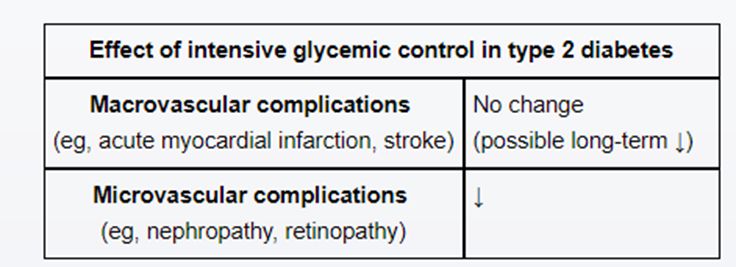 Effect of intensive glycemic control in type 2 diabetes
Macrovascular complications
(eg, acute myocardial infarction, stroke)
No change
(possible long-term ↓)
Microvascular complications
(eg, nephropathy, retinopathy)
↓